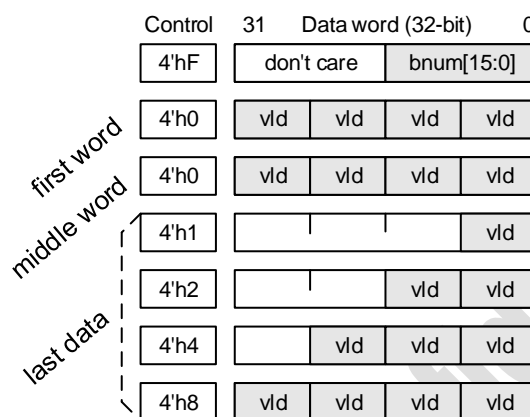 Control 31 Data word (32-bit) 0
4'hF don't care bnum[15:0]
first word 4'h0 vld vld vld vld
middle word 4'h0 vld vld vld vld
last data 4'h1 vld
4'h2 vld vld
4'h4 vld vld vld
4'h8 vld vld vld vld